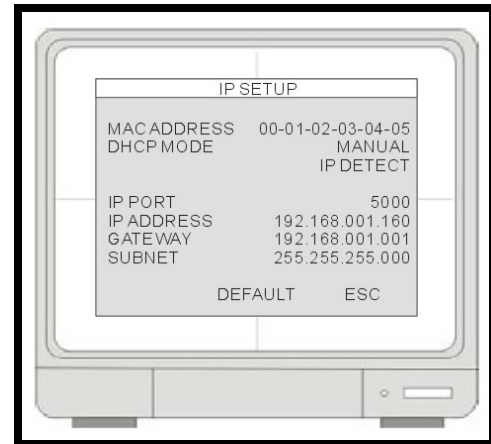 IP SETUP
MAC ADDRESS 00-01-02-03-04-05
DHCP MODE MANUAL
IP DETECT
IP PORT 5000
IP ADDRESS 192.168.001.160
GATEWAY 192.168.001.001
SUBNET 255.255.255.000
DEFAULT ESC